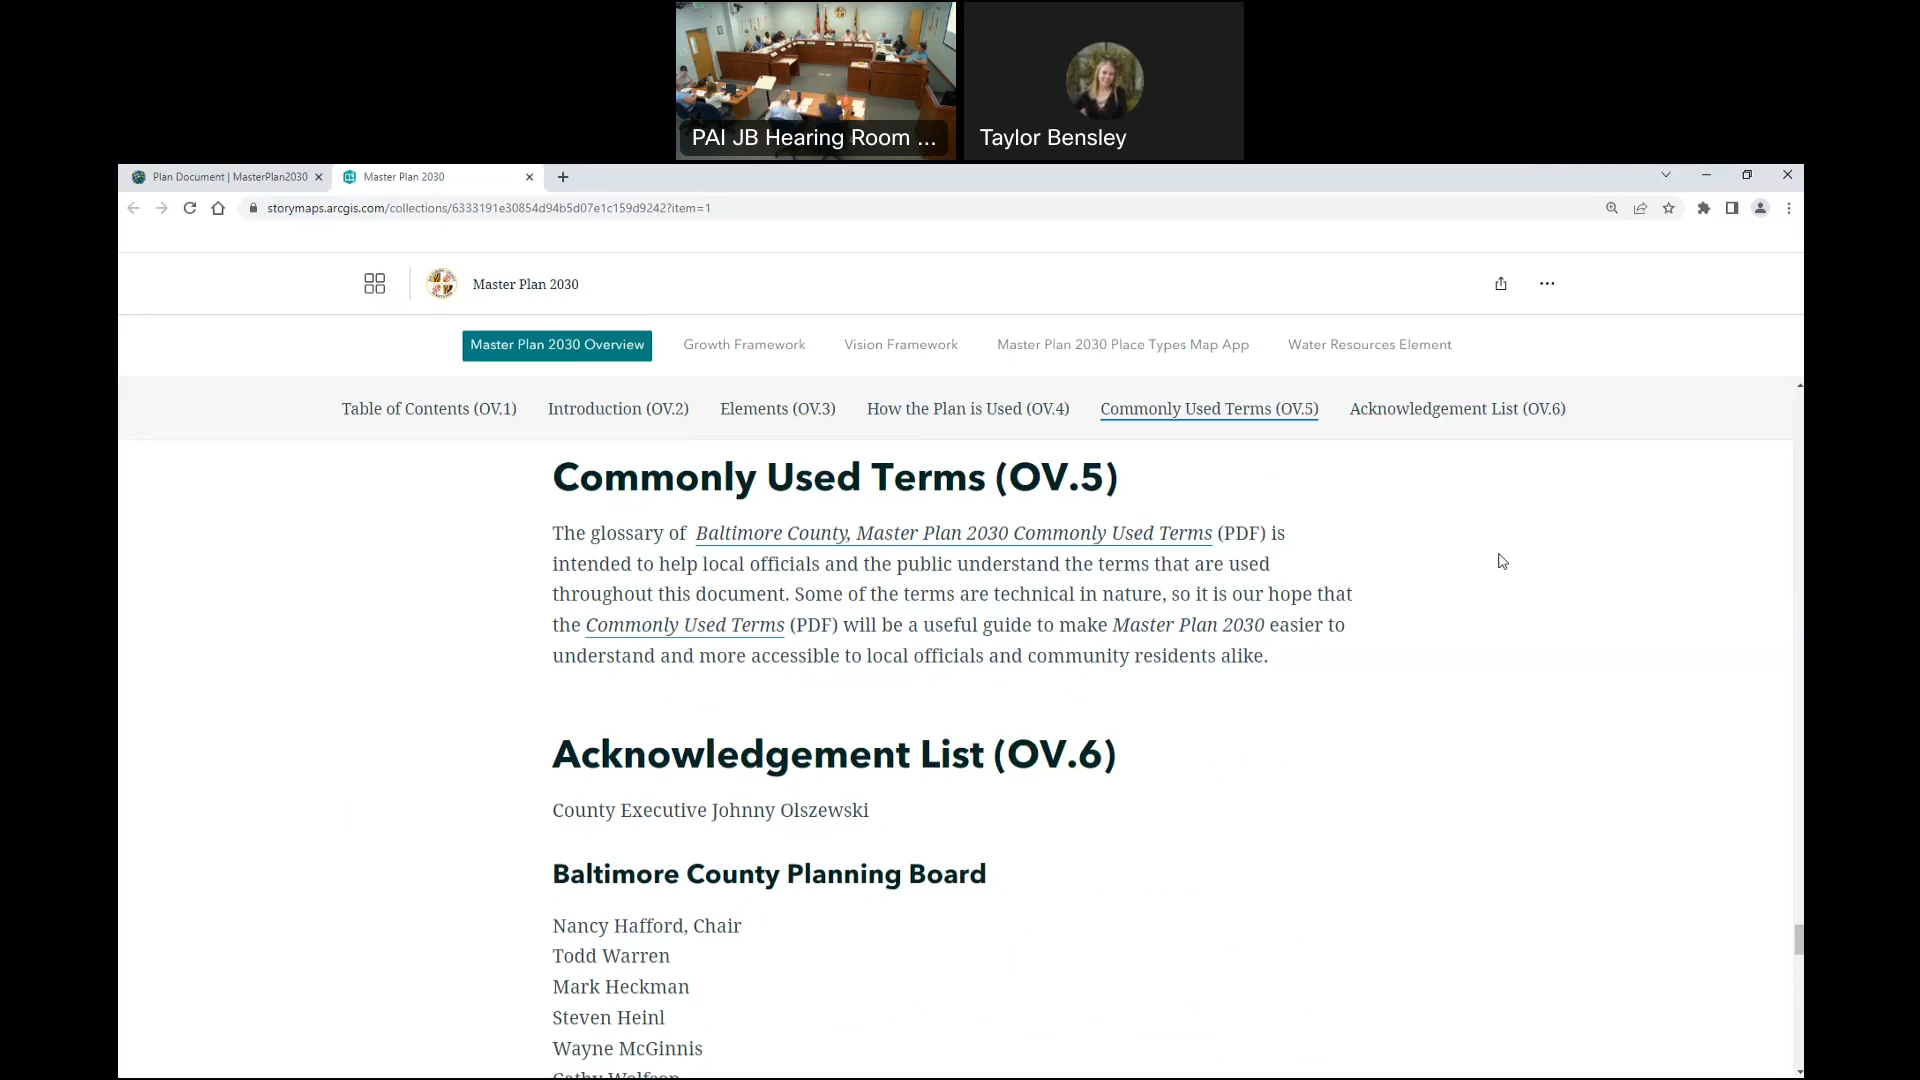 PAI JB Hearing Room ...
Taylor Bensley
Plan Document | MasterPlan2030
Master Plan 2030
storymaps.arcgis.com/collections/6333191e30854d94b5d07e1c159d9242?item=1
Master Plan 2030
Master Plan 2030 Overview
Growth Framework
Vision Framework
Master Plan 2030 Place Types Map App
Water Resources Element
Table of Contents (OV.1)
Introduction (OV.2)
Elements (OV.3)
How the Plan is Used (OV.4)
Commonly Used Terms (OV.5)
Acknowledgement List (OV.6)
Commonly Used Terms (OV.5)
The glossary of Baltimore County, Master Plan 2030 Commonly Used Terms (PDF) is
intended to help local officials and the public understand the terms that are used
throughout this document. Some of the terms are technical in nature, so it is our hope that
the Commonly Used Terms (PDF) will be a useful guide to make Master Plan 2030 easier to
understand and more accessible to local officials and community residents alike.
Acknowledgement List (OV.6)
County Executive Johnny Olszewski
Baltimore County Planning Board
Nancy Hafford, Chair
Todd Warren
Mark Heckman
Steven Heinl
Wayne McGinnis